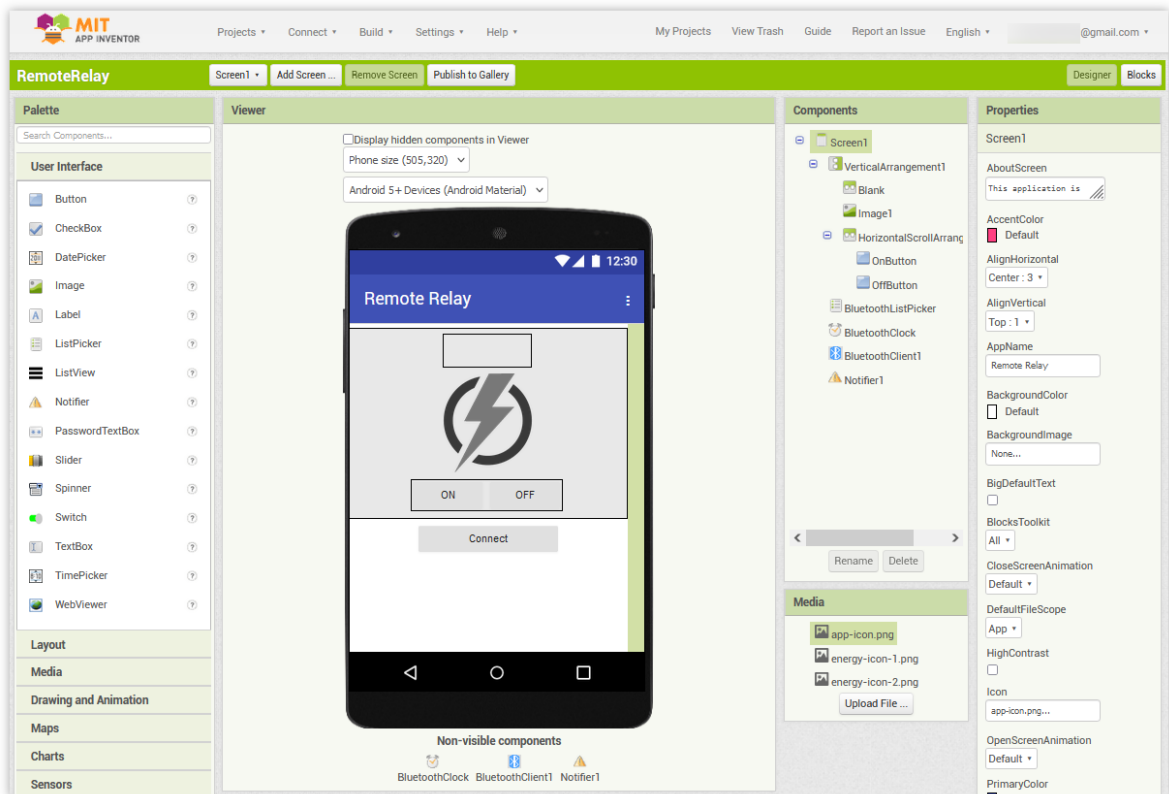 MIT
APP INVENTOR
Projects Connect Build Settings Help My Projects View Trash Guide Report an Issue English @gmail.com
RemoteRelay Screen1 Add Screen ... Remove Screen Publish to Gallery Designer Blocks
Palette
Search Components...
User Interface
Button
CheckBox
DatePicker
Image
Label
ListPicker
ListView
Notifier
PasswordTextBox
Slider
Spinner
Switch
TextBox
TimePicker
WebViewer
Layout
Media
Drawing and Animation
Maps
Charts
Sensors
Viewer
Display hidden components in Viewer
Phone size (505,320)
Android 5+ Devices (Android Material)
12:30
Remote Relay
ON OFF
Connect
Non-visible components
BluetoothClock BluetoothClient1 Notifier1
Components
Screen1
VerticalArrangement1
Blank
Image1
HorizontalScrollArrang
OnButton
OffButton
BluetoothListPicker
BluetoothClock
BluetoothClient1
Notifier1
Rename Delete
Media
app-icon.png
energy-icon-1.png
energy-icon-2.png
Upload File ...
Properties
Screen1
AboutScreen
This application is
AccentColor
Default
AlignHorizontal
Center : 3
AlignVertical
Top : 1
AppName
Remote Relay
BackgroundColor
Default
BackgroundImage
None...
BigDefaultText
BlocksToolkit
All
CloseScreenAnimation
Default
DefaultFileScope
App
HighContrast
Icon
app-icon.png...
OpenScreenAnimation
Default
PrimaryColor